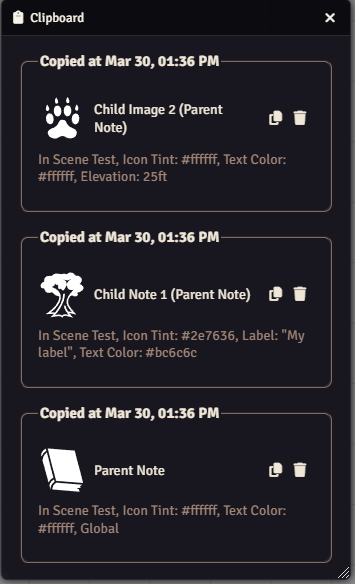 Clipboard
Copied at Mar 30, 01:36 PM
Child Image 2 (Parent
Note)
In Scene Test, Icon Tint: #ffffff, Text Color:
#ffffff, Elevation: 25ft
Copied at Mar 30, 01:36 PM
Child Note 1 (Parent Note)
In Scene Test, Icon Tint: #2e7636, Label: "My
label", Text Color: #bc6c6c
Copied at Mar 30, 01:36 PM
Parent Note
In Scene Test, Icon Tint: #ffffff, Text Color:
#ffffff, Global